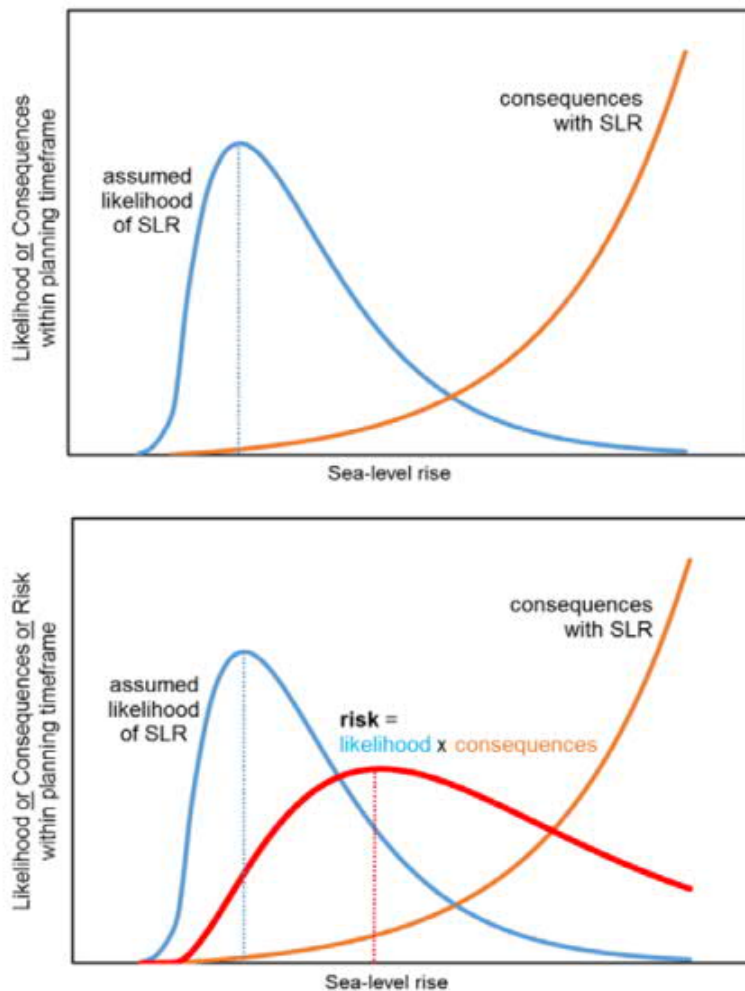 Likelihood or Consequences
within planning timeframe
assumed
likelihood
of SLR
consequences
with SLR
Sea-level rise
Likelihood or Consequences or Risk
within planning timeframe
assumed
likelihood
of SLR
risk =
likelihood x consequences
consequences
with SLR
Sea-level rise